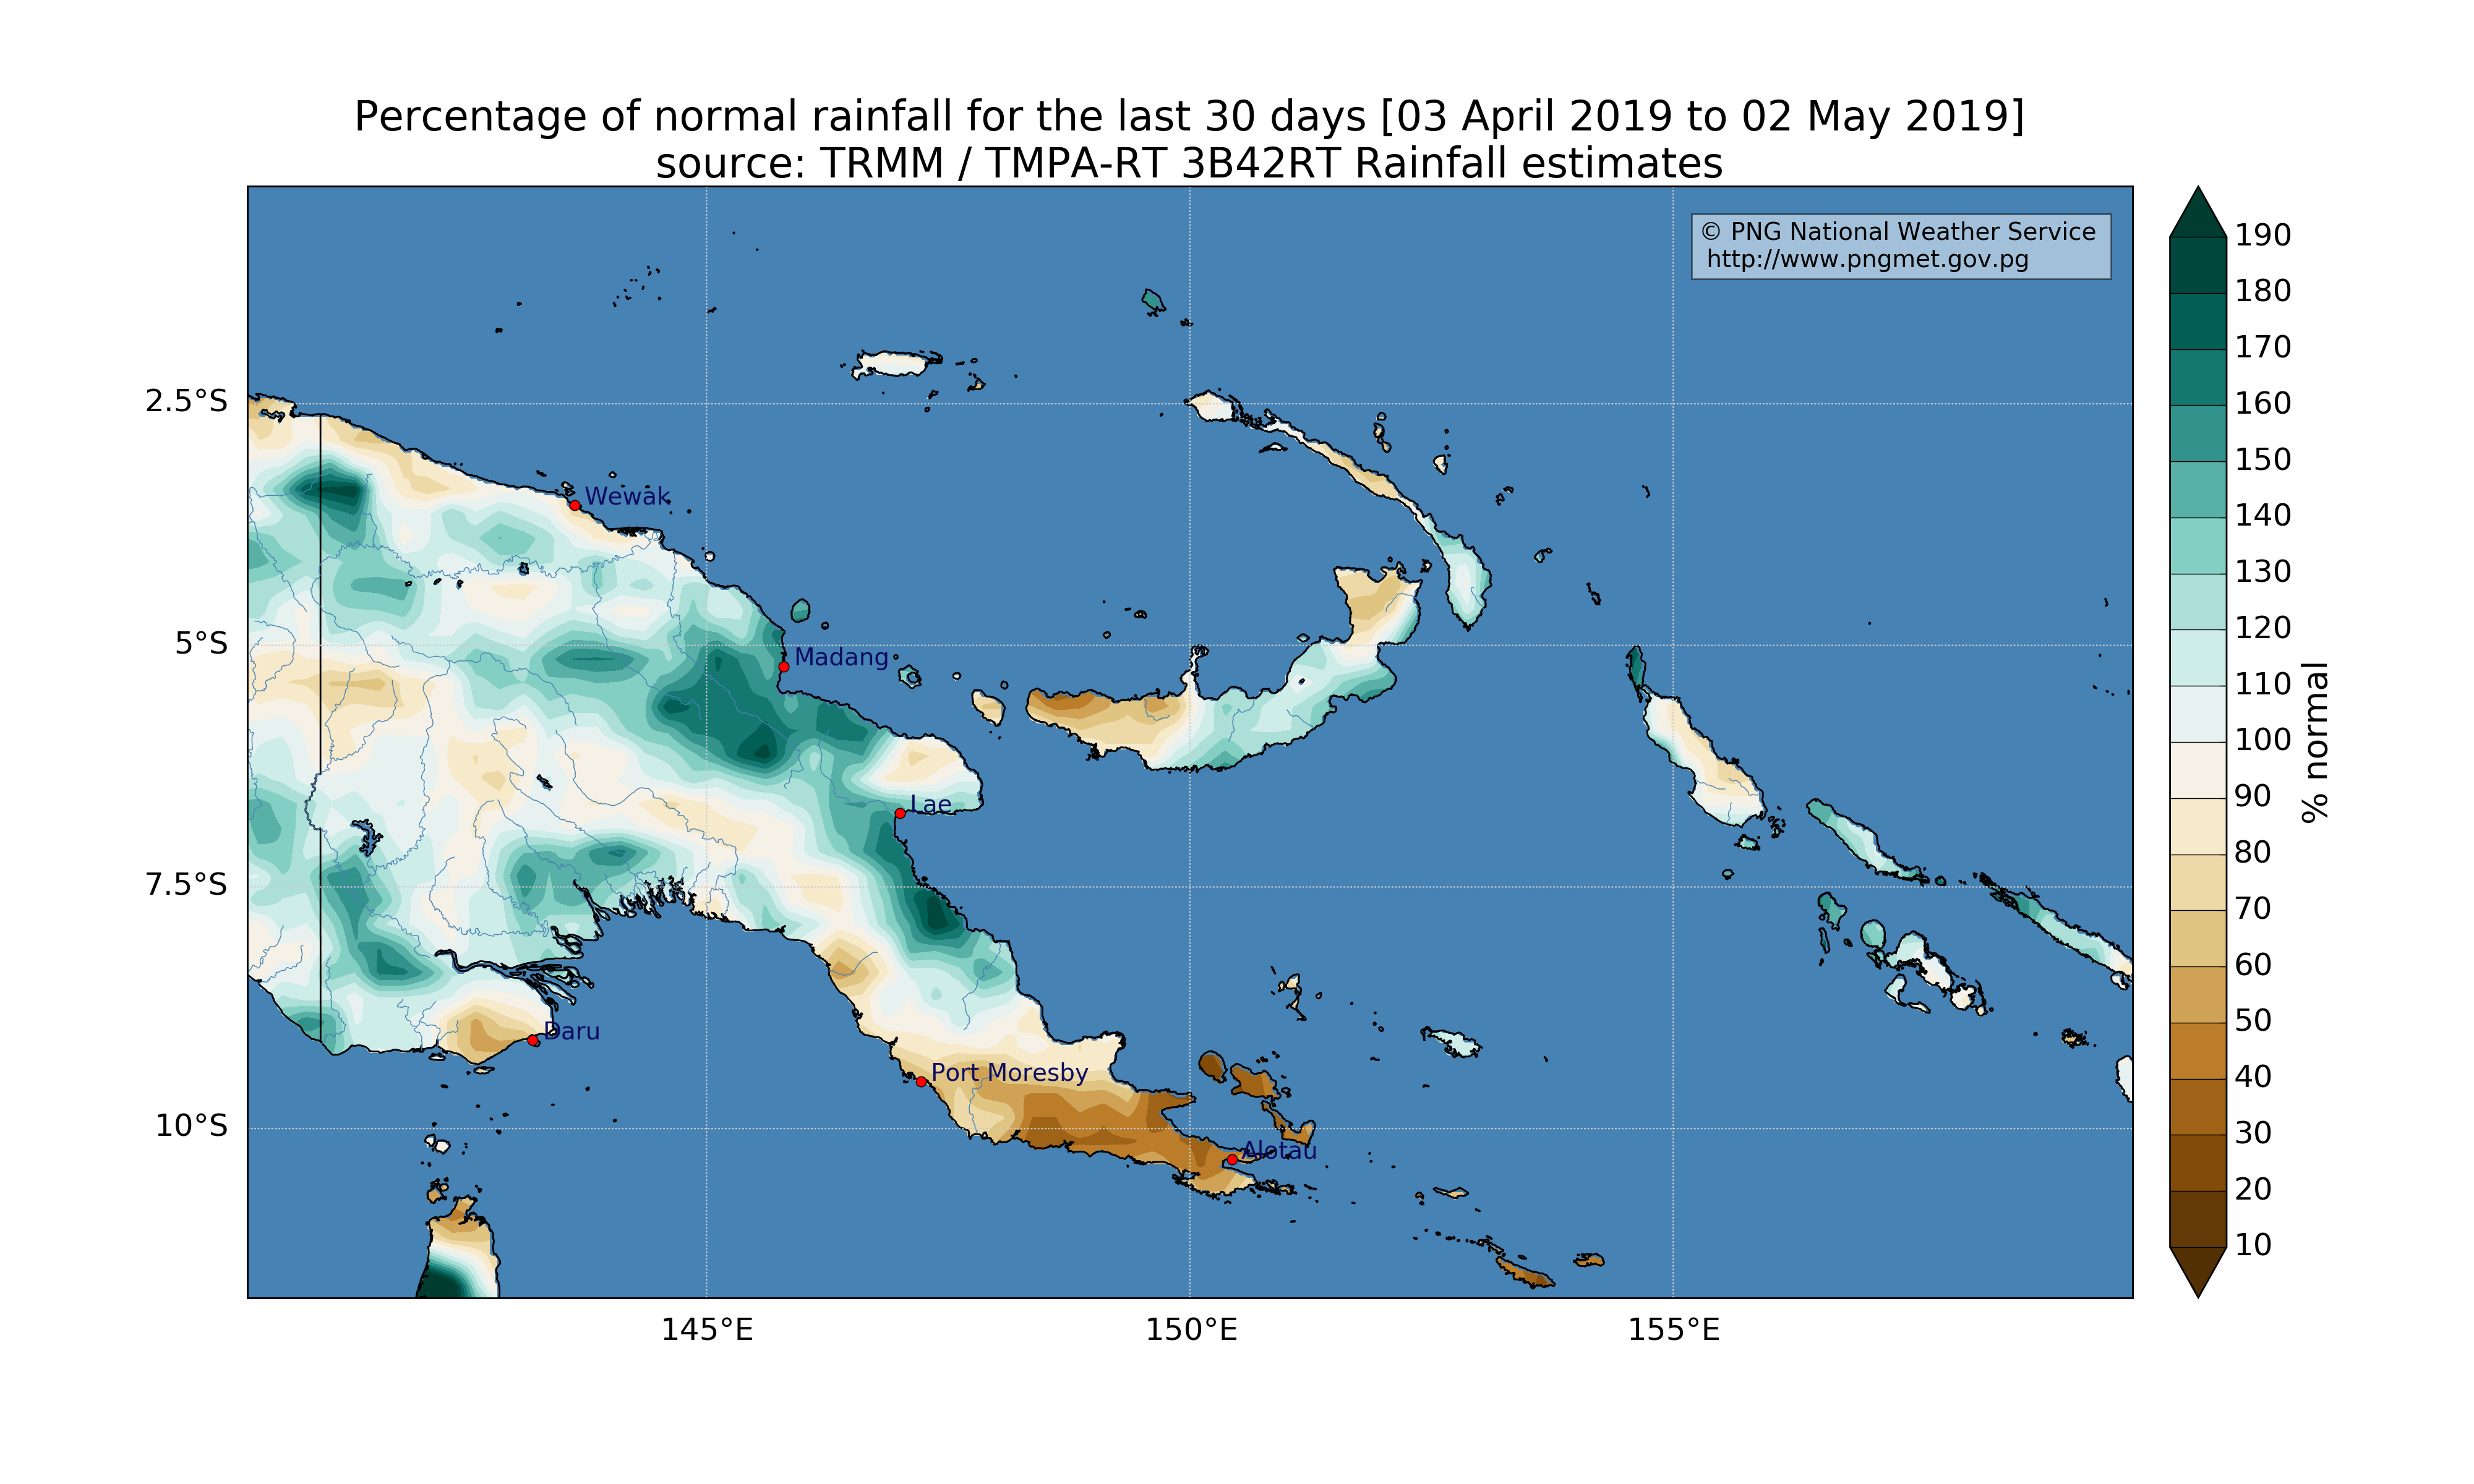 Percentage of normal rainfall for the last 30 days [03 April 2019 to 02 May 2019]
source: TRMM / TMPA-RT 3B42RT Rainfall estimates
© PNG National Weather Service
http://www.pngmet.gov.pg
2.5°S
5°S
7.5°S
10°S
Wewak
Madang
Lae
Daru
Port Moresby
Alotau
145°E
150°E
155°E
190
180
170
160
150
140
130
120
110
100
90
80
70
60
50
40
30
20
10
% normal